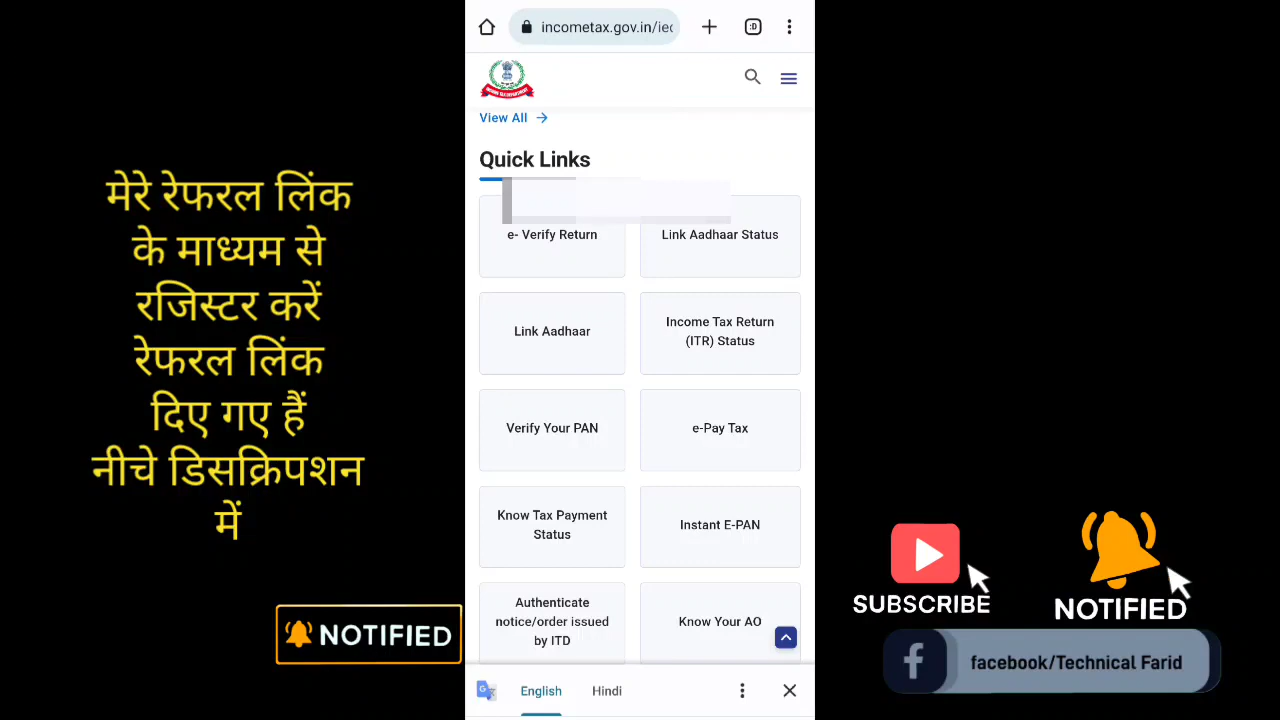 मेरे रेफरल लिंक
के माध्यम से
रजिस्टर करें
रेफरल लिंक
दिए गए हैं
नीचे डिसक्रिपशन
में
NOTIFIED
incometax.gov.in/iec
:D
View All
Quick Links
e- Verify Return
Link Aadhaar Status
Link Aadhaar
Income Tax Return
(ITR) Status
Verify Your PAN
e-Pay Tax
Know Tax Payment
Status
Instant E-PAN
Authenticate
notice/order issued
by ITD
Know Your AO
English
Hindi
SUBSCRIBE
NOTIFIED
facebook/Technical Farid